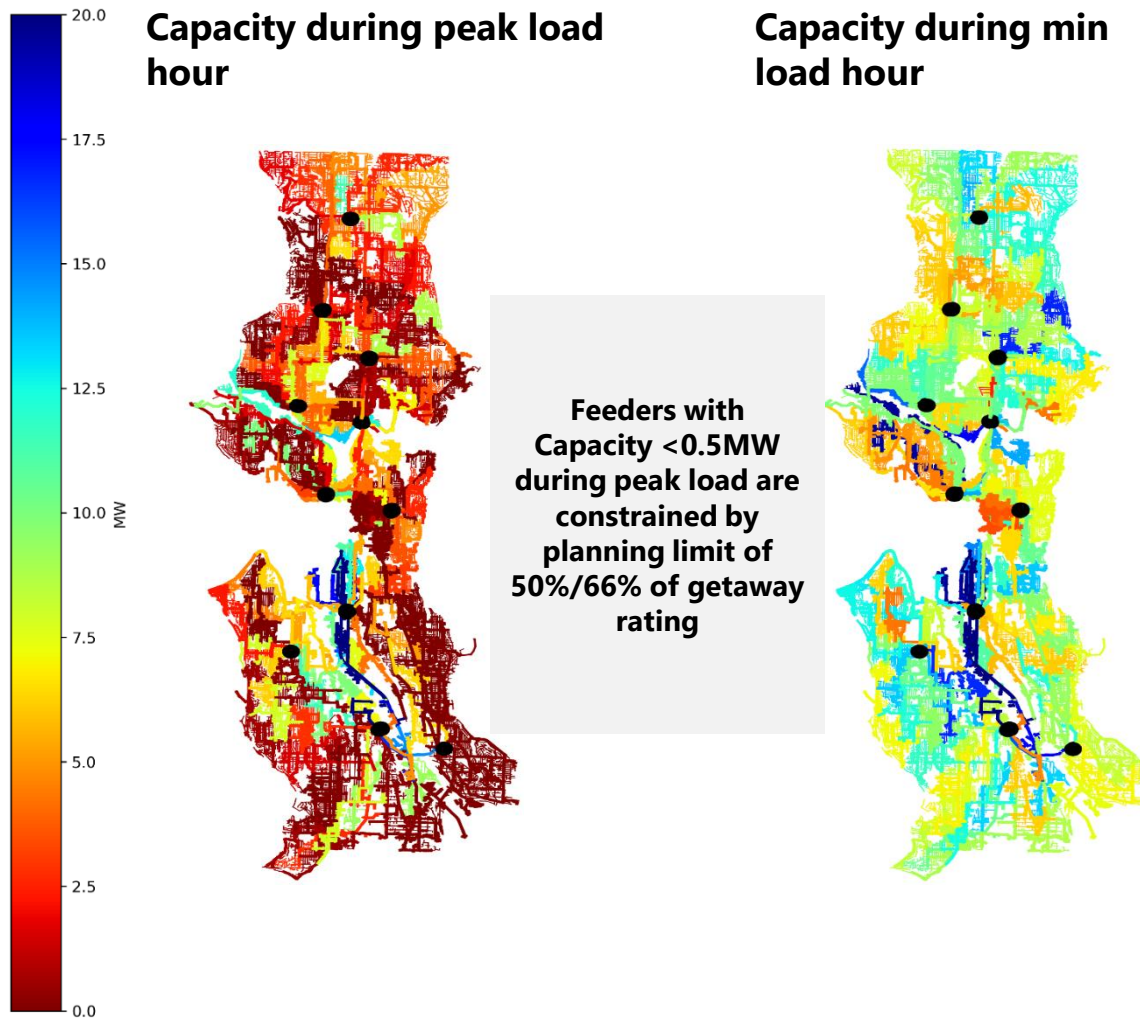 Capacity during peak load
hour
Capacity during min
load hour
20.0
17.5
15.0
12.5
10.0
7.5
5.0
2.5
0.0
MW
Feeders with
Capacity <0.5MW
during peak load are
constrained by
planning limit of
50%/66% of getaway
rating